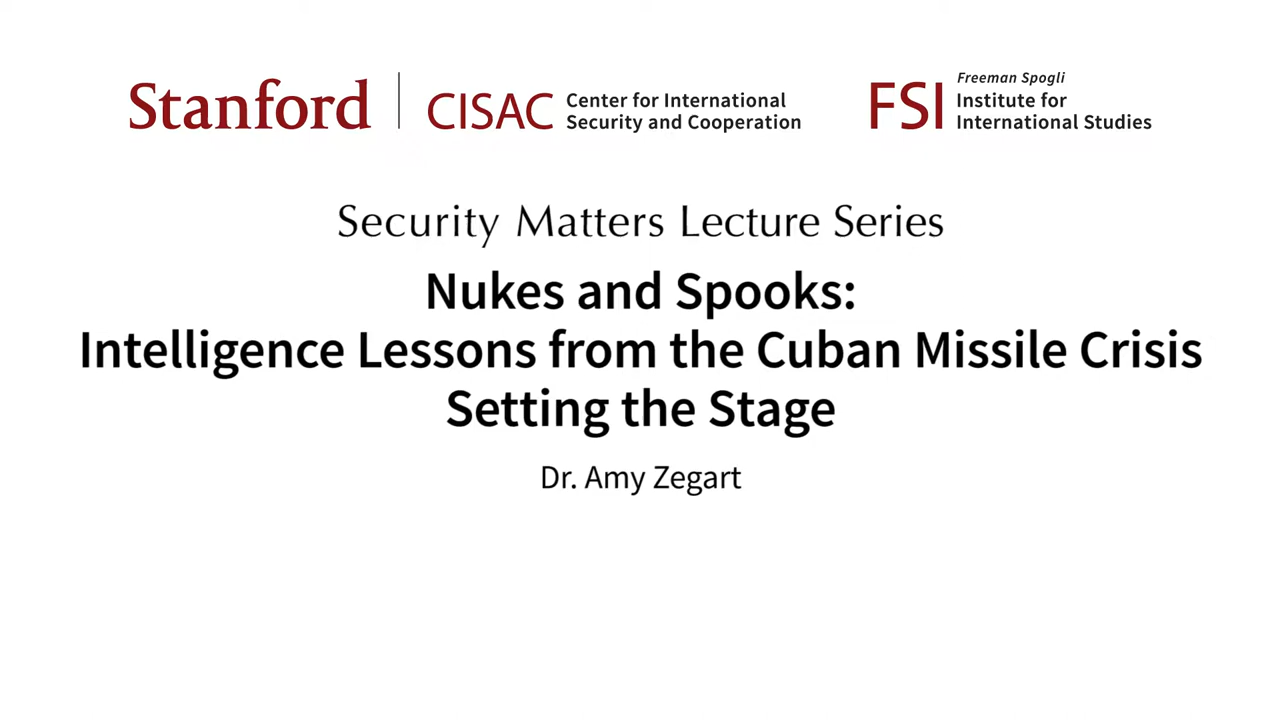 Stanford
CISAC
Center for International
Security and Cooperation
FSI
Freeman Spogli
Institute for
International Studies
Security Matters Lecture Series
Nukes and Spooks:
Intelligence Lessons from the Cuban Missile Crisis
Setting the Stage
Dr. Amy Zegart